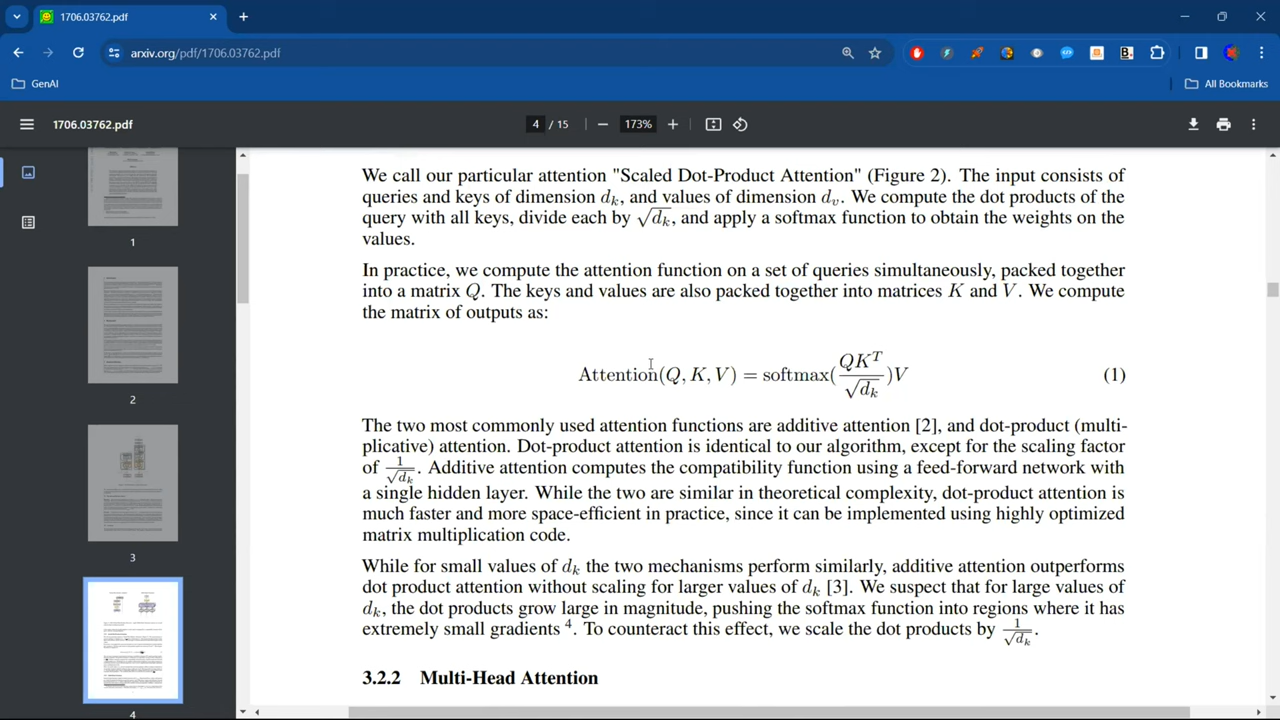 1706.03762.pdf
arxiv.org/pdf/1706.03762.pdf
GenAI
All Bookmarks
1706.03762.pdf
4 / 15
173%
1
2
3
4
We call our particular attention "Scaled Dot-Product Attention" (Figure 2). The input consists of
queries and keys of dimension dk, and values of dimension dv. We compute the dot products of the
query with all keys, divide each by √dk, and apply a softmax function to obtain the weights on the
values.
In practice, we compute the attention function on a set of queries simultaneously, packed together
into a matrix Q. The keys and values are also packed together into matrices K and V. We compute
the matrix of outputs as:
Attention(Q, K, V) = softmax(QK^T/√dk)V (1)
The two most commonly used attention functions are additive attention [2], and dot-product (multi-
plicative) attention. Dot-product attention is identical to our algorithm, except for the scaling factor
of 1/√dk. Additive attention computes the compatibility function using a feed-forward network with
a single hidden layer. While the two are similar in theoretical complexity, dot-product attention is
much faster and more space-efficient in practice, since it can be implemented using highly optimized
matrix multiplication code.
While for small values of dk the two mechanisms perform similarly, additive attention outperforms
dot product attention without scaling for larger values of dk [3]. We suspect that for large values of
dk, the dot products grow large in magnitude, pushing the softmax function into regions where it has
extremely small gradients 4. To counteract this effect, we scale the dot products by 1/√dk.
3.2.2 Multi-Head Attention